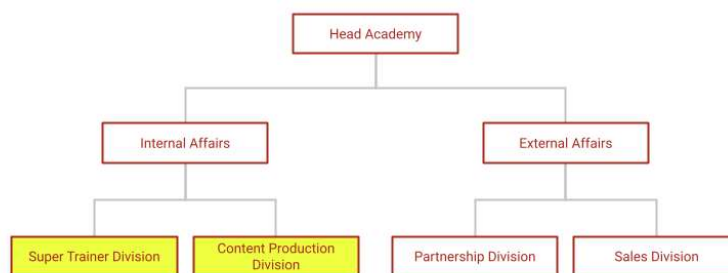 Head Academy
Internal Affairs
External Affairs
Super Trainer Division
Content Production
Division
Partnership Division
Sales Division